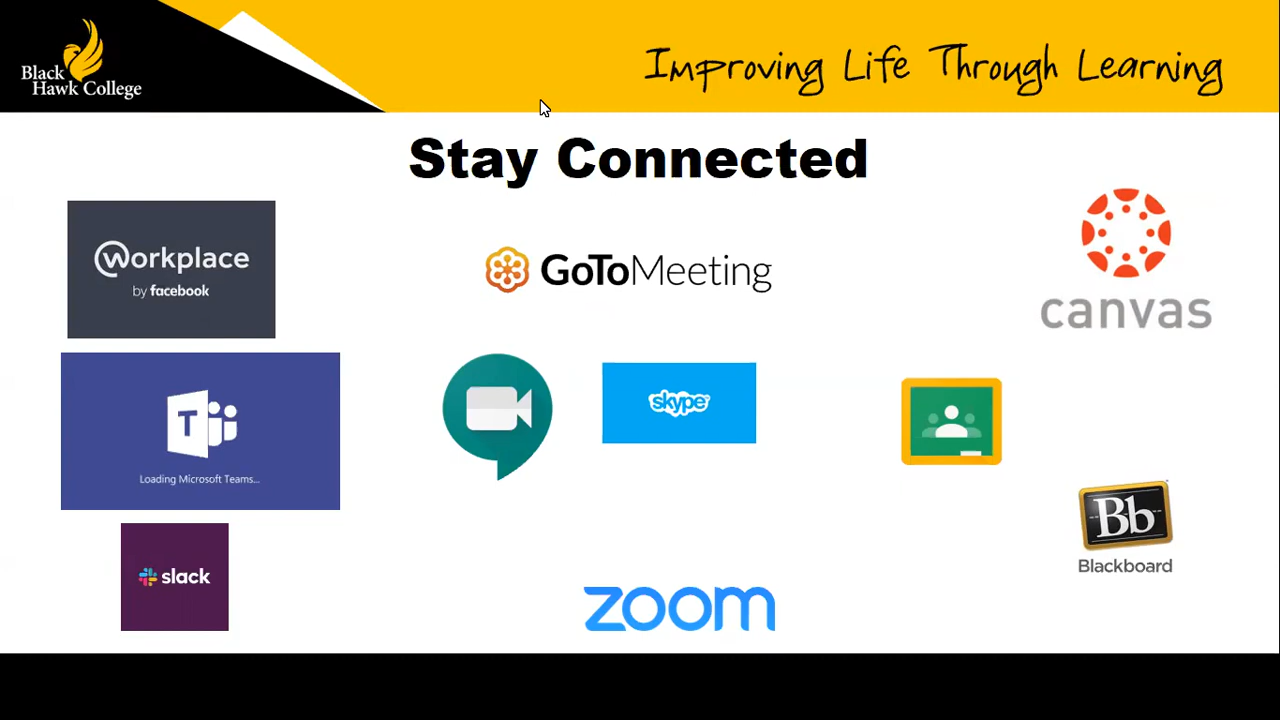 Black
Hawk College
Improving Life Through Learning
Stay Connected
Workplace
by facebook
GoToMeeting
canvas
T
Loading Microsoft Teams...
skype
Bb
Blackboard
slack
zoom